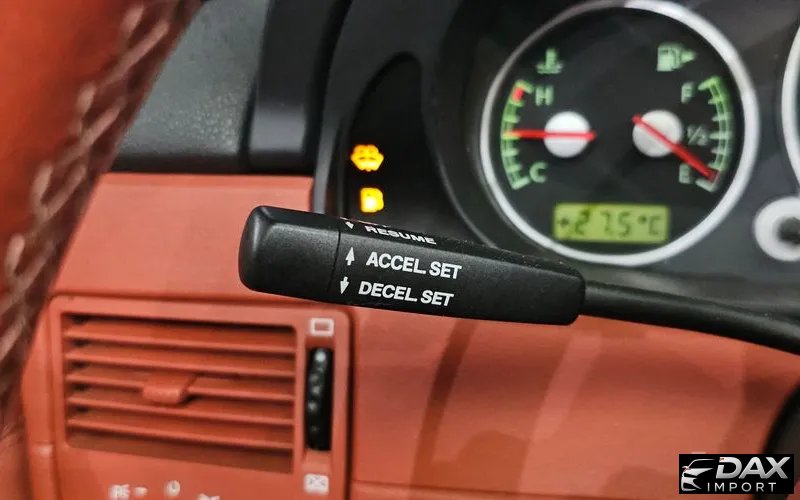 H
F
½
C
E
+27.5°C
RESUME
ACCEL.SET
DECEL.SET
DAX
IMPORT